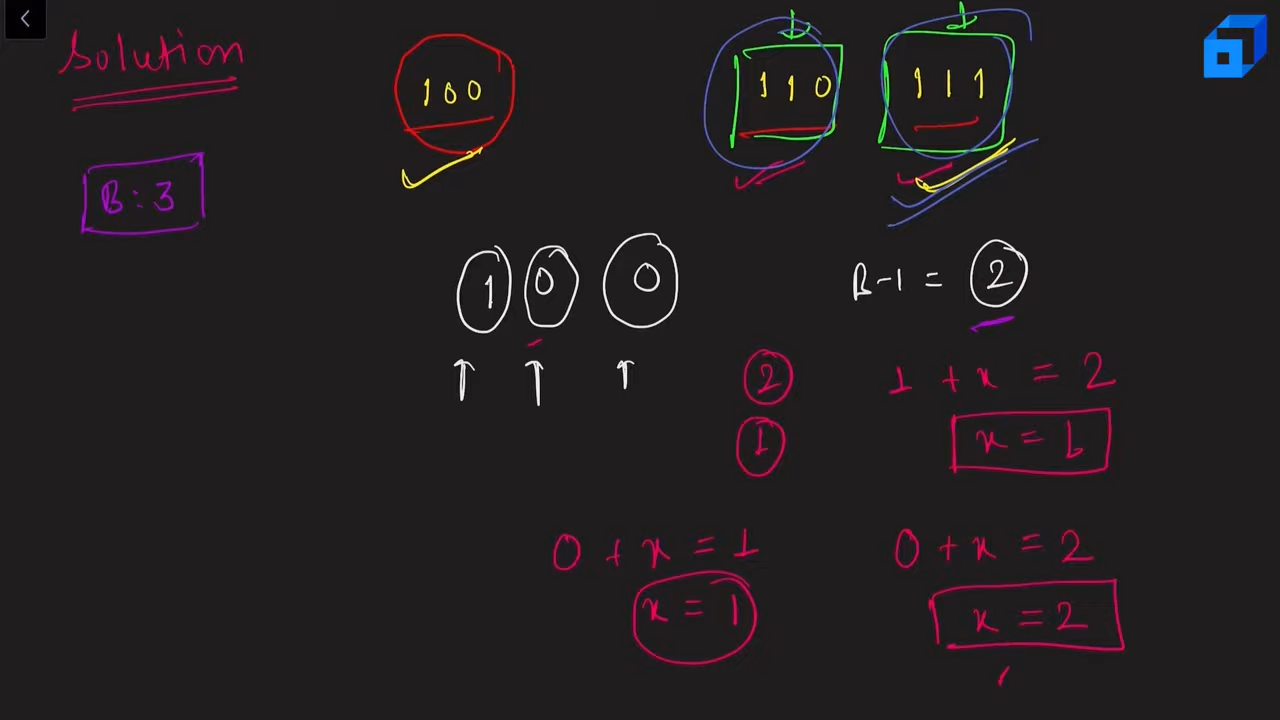 Solution
100
110
111
B : 3
1 0 0
B-1 = 2
2
1 + x = 2
1
x = 1
0 + x = 1
0 + x = 2
x = 1
x = 2